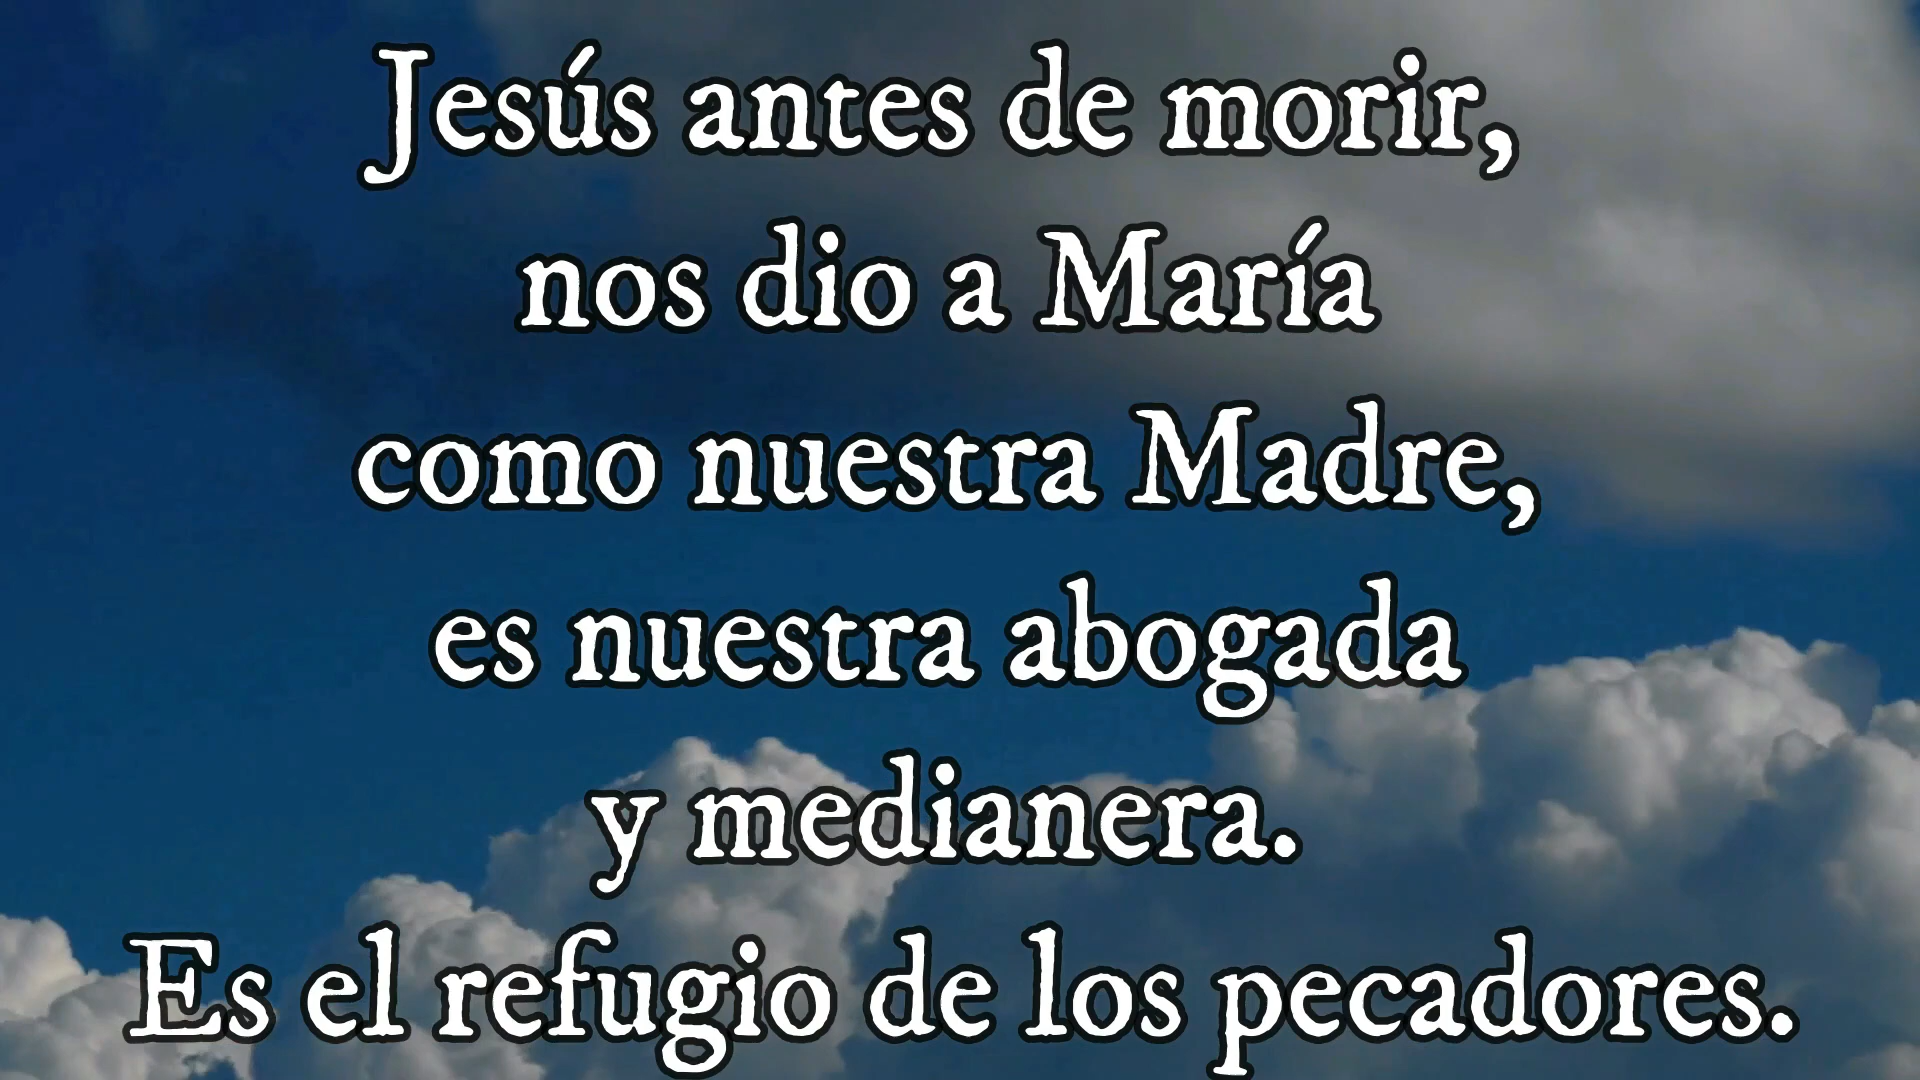 Jesús antes de morir,
nos dio a María
como nuestra Madre,
es nuestra abogada
y medianera.
Es el refugio de los pecadores.